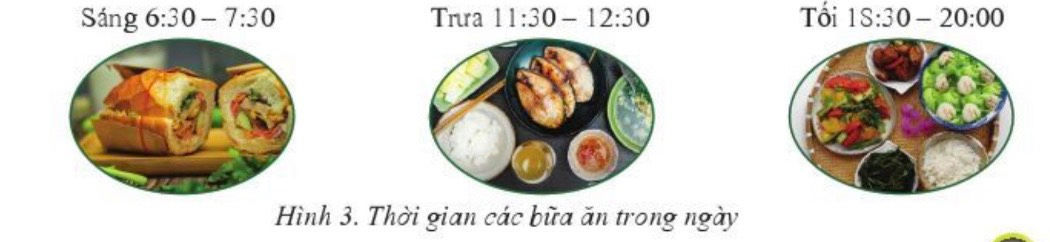 Sáng 6:30 – 7:30
Trưa 11:30 – 12:30
Tối 18:30 – 20:00
Hình 3. Thời gian các bữa ăn trong ngày